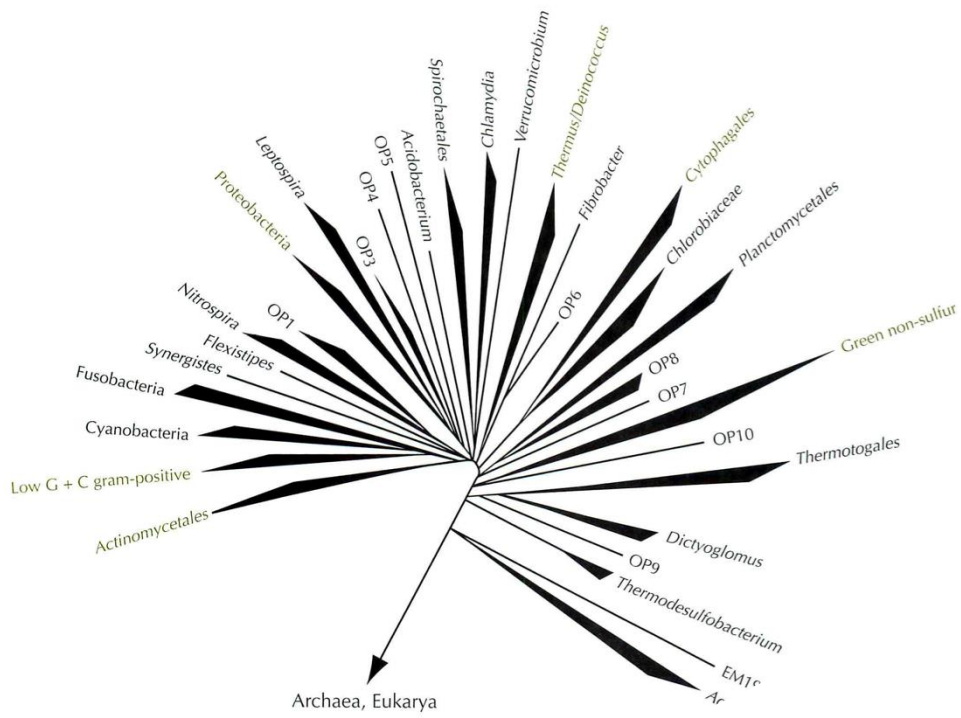 Actinomycetales
Low G + C gram-positive
Cyanobacteria
Fusobacteria
Synergistes
Flexistipes
Nitrospira
OP1
Proteobacteria
Leptospira
OP3
OP4
OP5
Acidobacterium
Spirochaetales
Chlamydia
Verrucomicrobium
Thermus/Deinococcus
Fibrobacter
OP6
Cytophagales
Chlorobiaceae
Planctomycetales
OP8
OP7
Green non-sulfur
OP10
Thermotogales
Dictyoglomus
OP9
Thermodesulfobacterium
Archaea, Eukarya